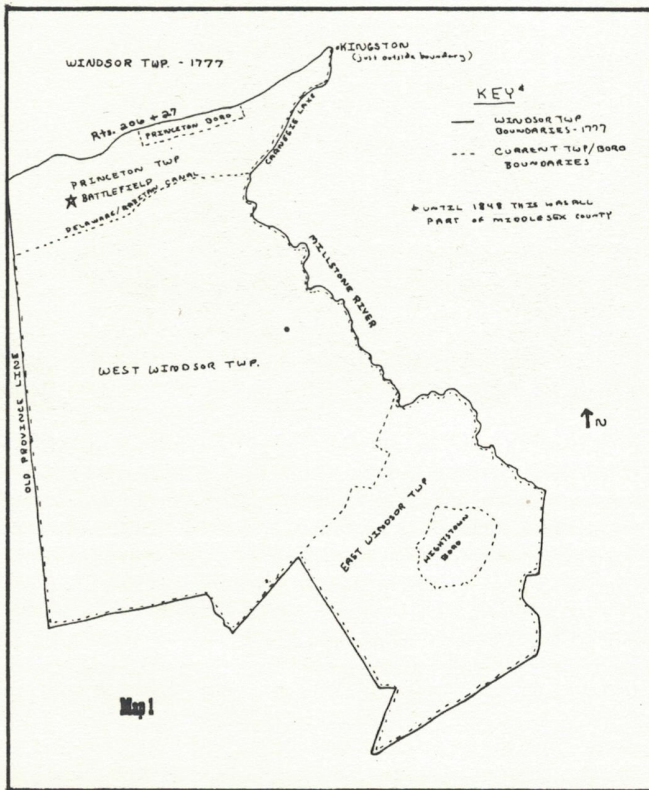 WINDSOR TWP. - 1777
KINGSTON
(just outside boundary)
KEY*
WINDSOR TWP
BOUNDARIES - 1777
CURRENT TWP/BORO
BOUNDARIES
* UNTIL 1848 THIS WAS ALL
PART OF MIDDLESEX COUNTY
Rts. 206 + 27
PRINCETON BORO
CARNEGIE LAKE
PRINCETON TWP
BATTLEFIELD
DELAWARE/RARITAN CANAL
MILLSTONE RIVER
WEST WINDSOR TWP.
OLD PROVINCE LINE
N
EAST WINDSOR TWP
HIGHTSTOWN
BORO
Map 1